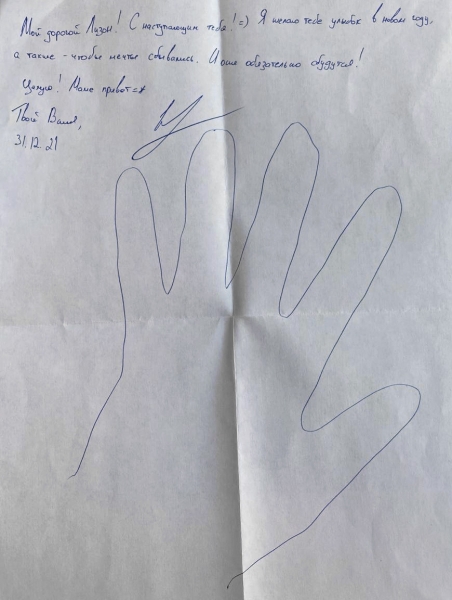 Мой дорогой Лизон! С наступающим тебя! =) Я желаю тебе улыбок в новом году,
а также - чтобы мечты сбывались. И они обязательно сбудутся!
Целую! Маме привет =*
Твой Ваня,
31.12.21